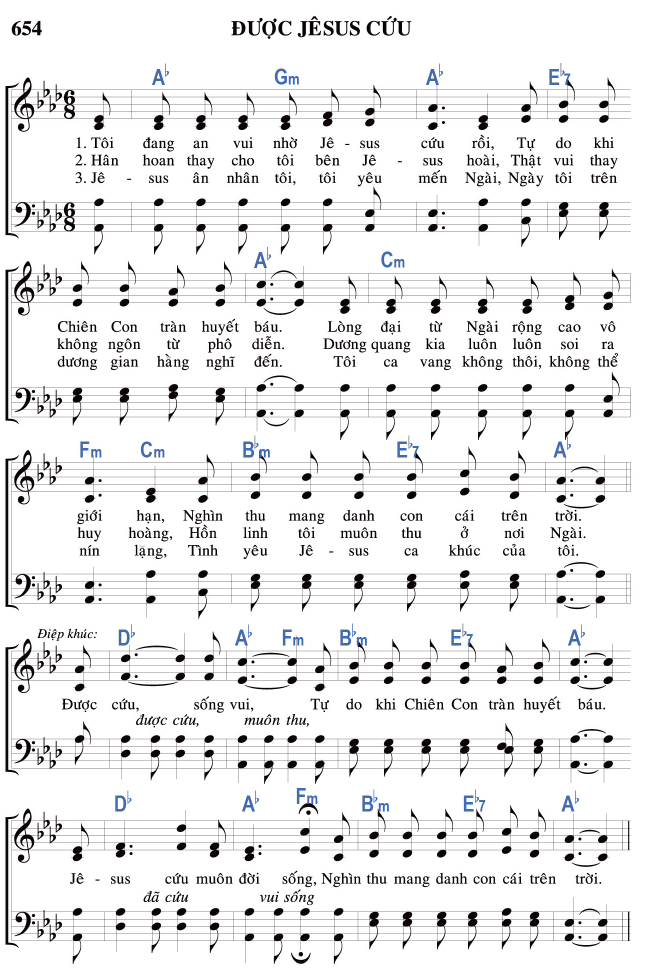 654 ĐƯỢC JÊSUS CỨU
A♭ Gm A♭ E♭7
6 8
1. Tôi đang an vui nhờ Jê - sus cứu rồi, Tự do khi
2. Hân hoan thay cho tôi bên Jê - sus hoài, Thật vui thay
3. Jê - sus ân nhân tôi, tôi yêu mến Ngài, Ngày tôi trên
6 8
A♭ Cm
Chiên Con tràn huyết báu. Lòng đại từ Ngài rộng cao vô
không ngôn từ phô diễn. Dương quang kia luôn luôn soi ra
dương gian hằng nghĩ đến. Tôi ca vang không thôi, không thể
Fm Cm B♭m E♭7 A♭
giới hạn, Nghìn thu mang danh con cái trên trời.
huy hoàng, Hồn linh tôi muôn thu ở nơi Ngài.
nín lạng, Tình yêu Jê - sus ca khúc của tôi.
Điệp khúc: D♭ A♭ Fm B♭m E♭7 A♭
Được cứu, sống vui, Tự do khi Chiên Con tràn huyết báu.
được cứu, muôn thu,
D♭ A♭ Fm B♭m E♭7 A♭
Jê - sus cứu muôn đời sống, Nghìn thu mang danh con cái trên trời.
đã cứu vui sống